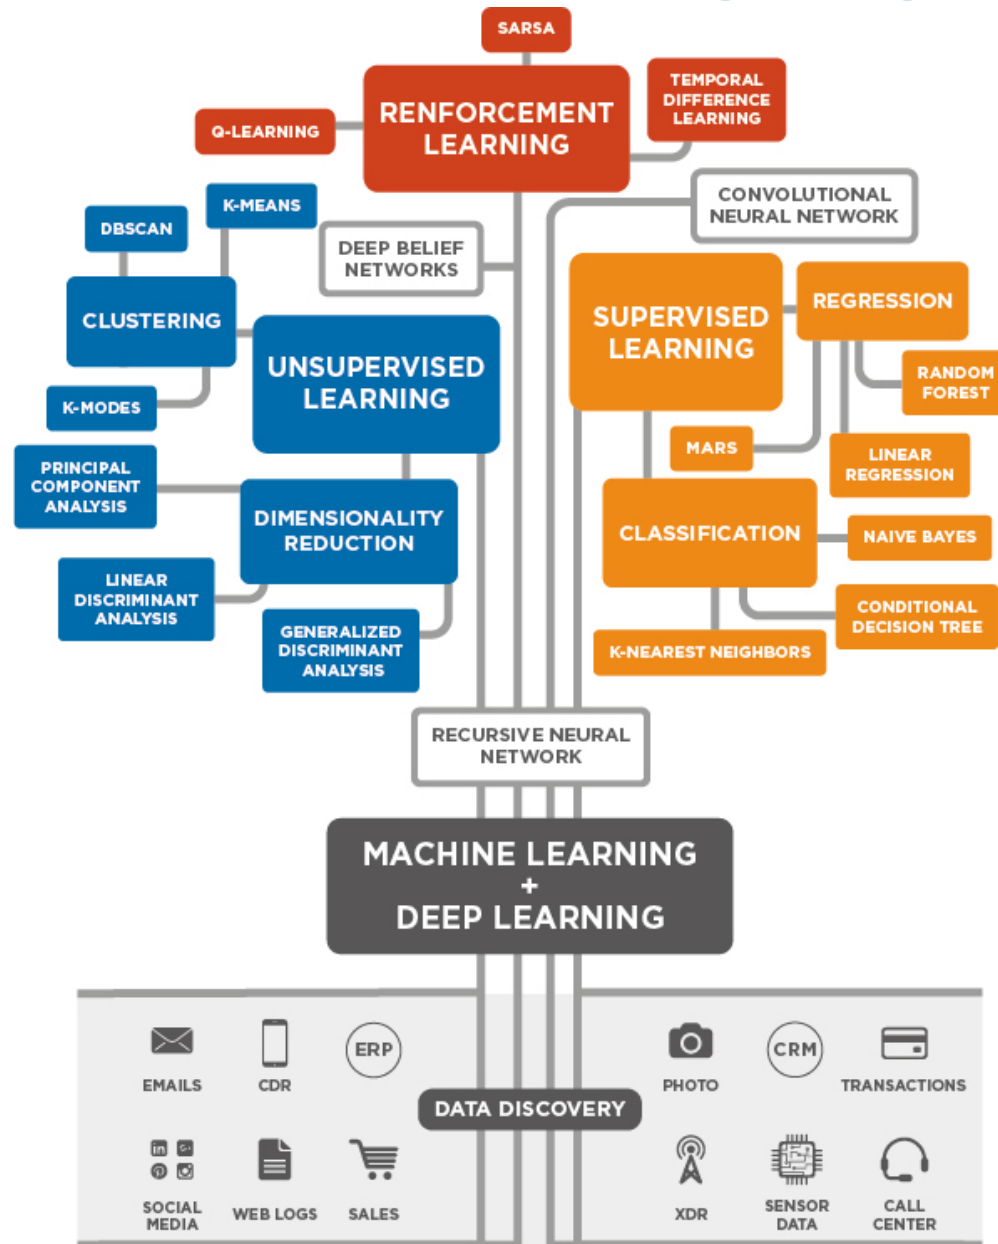 SARSA
RENFORCEMENT
LEARNING
TEMPORAL
DIFFERENCE
LEARNING
Q-LEARNING
CONVOLUTIONAL
NEURAL NETWORK
K-MEANS
DBSCAN
DEEP BELIEF
NETWORKS
CLUSTERING
SUPERVISED
LEARNING
REGRESSION
UNSUPERVISED
LEARNING
RANDOM
FOREST
K-MODES
MARS
LINEAR
REGRESSION
PRINCIPAL
COMPONENT
ANALYSIS
DIMENSIONALITY
REDUCTION
CLASSIFICATION
NAIVE BAYES
LINEAR
DISCRIMINANT
ANALYSIS
CONDITIONAL
DECISION TREE
GENERALIZED
DISCRIMINANT
ANALYSIS
K-NEAREST NEIGHBORS
RECURSIVE NEURAL
NETWORK
MACHINE LEARNING
+
DEEP LEARNING
ERP
CRM
EMAILS
CDR
PHOTO
TRANSACTIONS
DATA DISCOVERY
in
G+
SOCIAL
MEDIA
WEB LOGS
SALES
XDR
SENSOR
DATA
CALL
CENTER